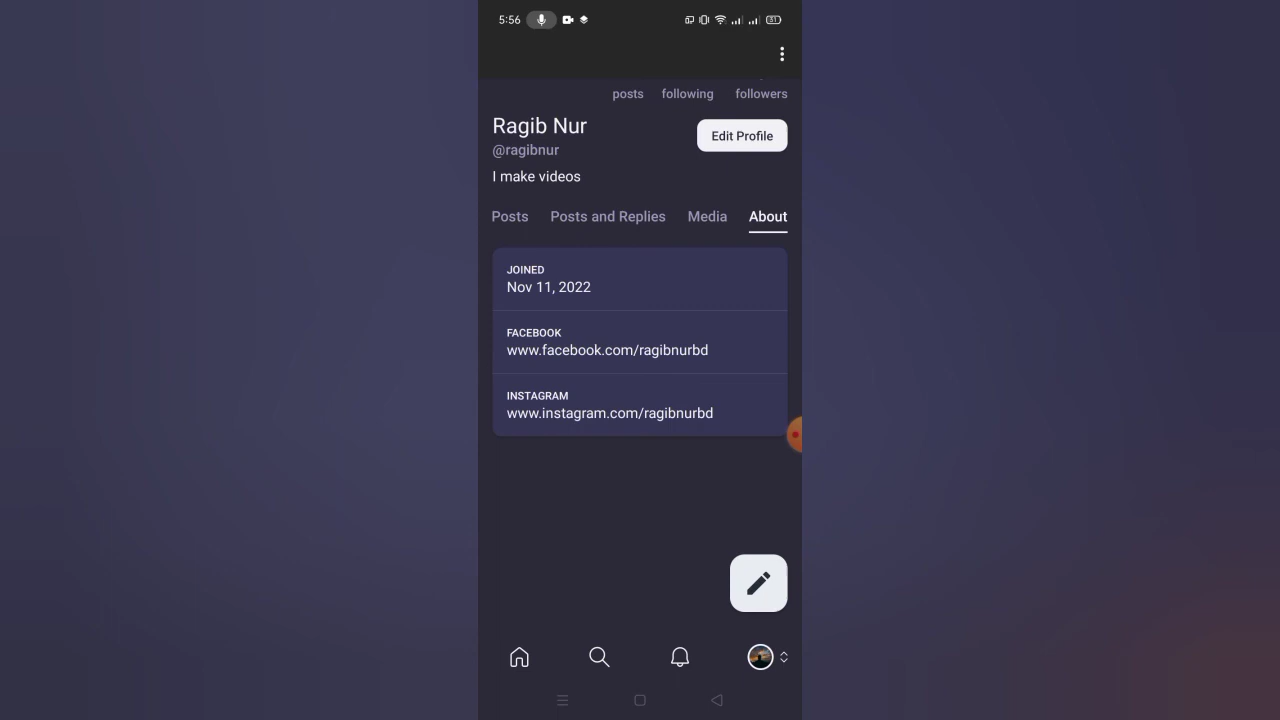 5:56
51
posts following followers
Ragib Nur
Edit Profile
@ragibnur
I make videos
Posts Posts and Replies Media About
JOINED
Nov 11, 2022
FACEBOOK
www.facebook.com/ragibnurbd
INSTAGRAM
www.instagram.com/ragibnurbd